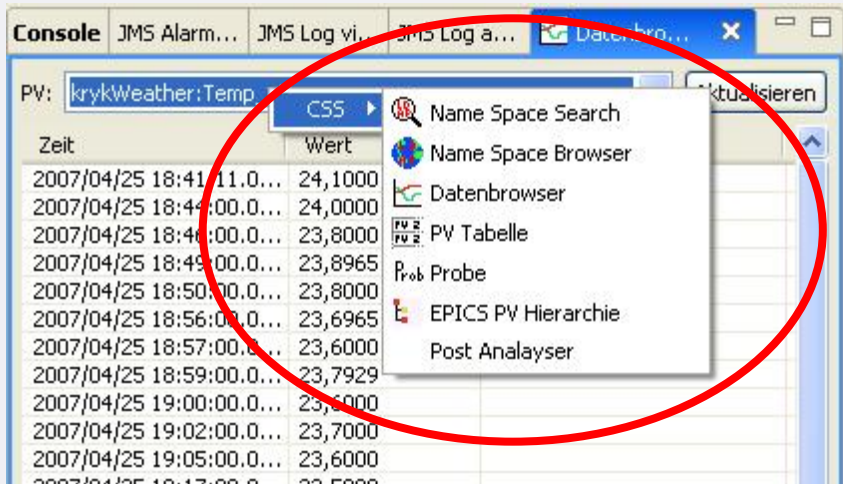 Console JMS Alarm... JMS Log vi... JMS Log a... Datenbro...
PV: krykWeather:Temp Aktualisieren
CSS
Name Space Search
Name Space Browser
Datenbrowser
PV Tabelle
Prob Probe
EPICS PV Hierarchie
Post Analayser
Zeit Wert
2007/04/25 18:41:11.0... 24,1000
2007/04/25 18:44:00.0... 24,0000
2007/04/25 18:46:00.0... 23,8000
2007/04/25 18:49:00.0... 23,8965
2007/04/25 18:50:00.0... 23,8000
2007/04/25 18:56:00.0... 23,6965
2007/04/25 18:57:00.0... 23,6000
2007/04/25 18:59:00.0... 23,7929
2007/04/25 19:00:00.0... 23,6000
2007/04/25 19:02:00.0... 23,7000
2007/04/25 19:05:00.0... 23,6000